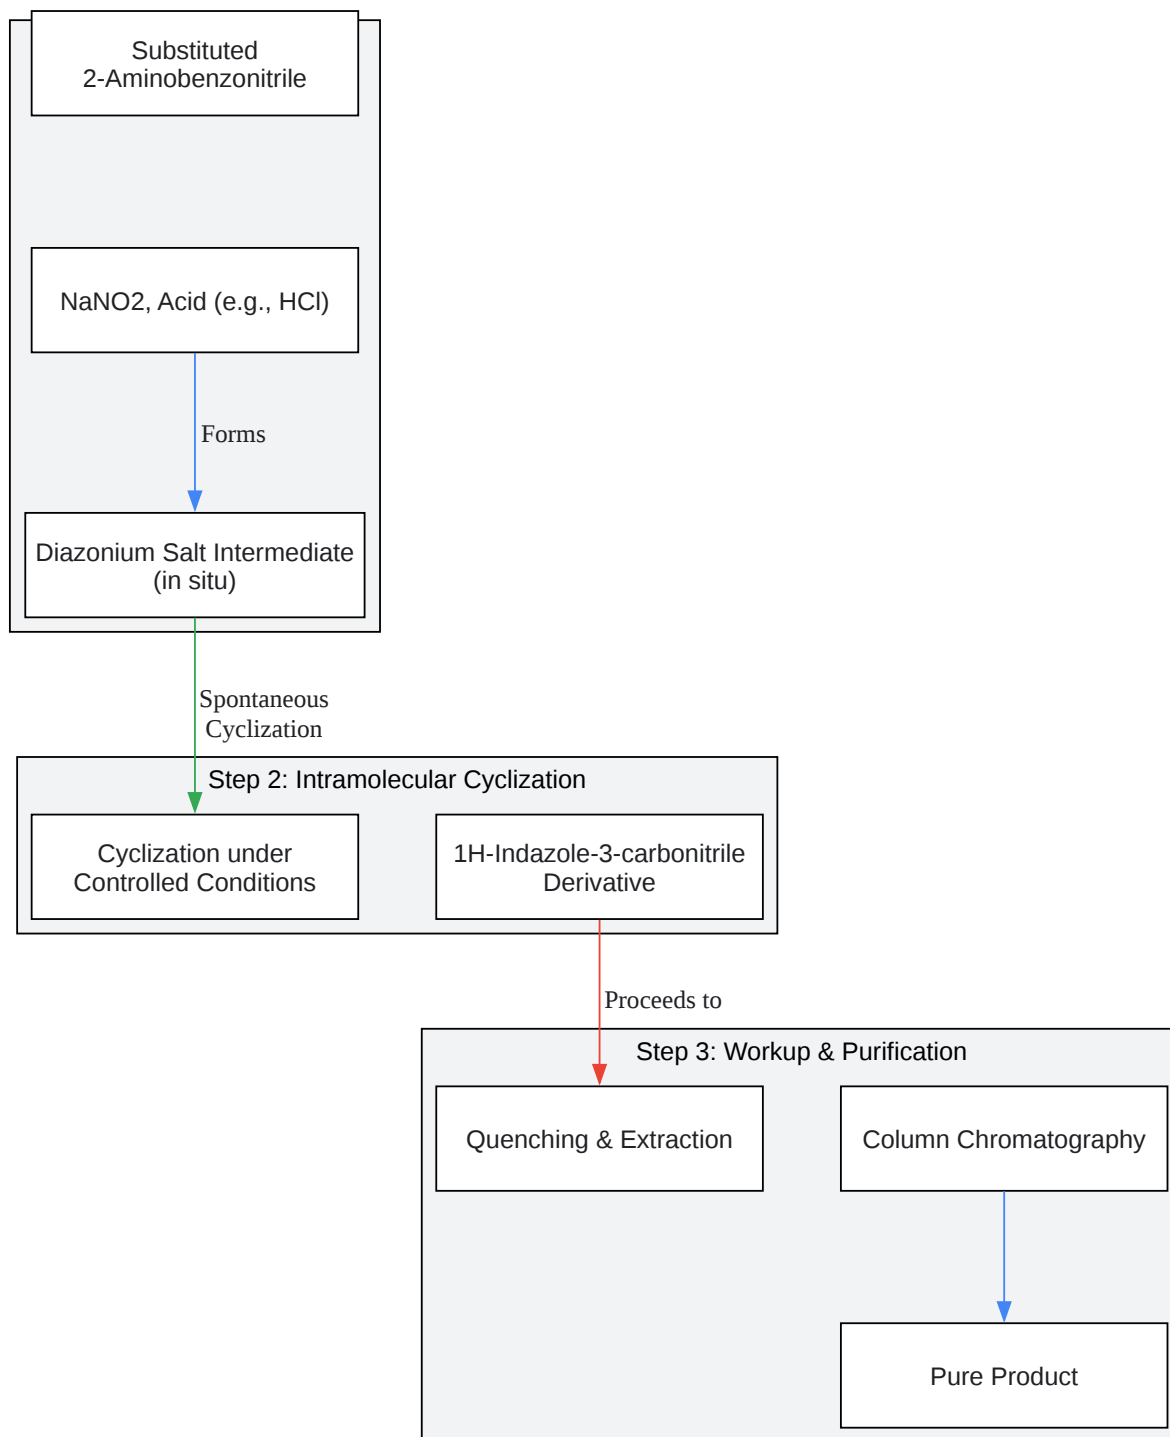 Substituted
2-Aminobenzonitrile
NaNO2, Acid (e.g., HCl)
Forms
Diazonium Salt Intermediate
(in situ)
Spontaneous
Cyclization
Step 2: Intramolecular Cyclization
Cyclization under
Controlled Conditions
1H-Indazole-3-carbonitrile
Derivative
Proceeds to
Step 3: Workup & Purification
Quenching & Extraction
Column Chromatography
Pure Product